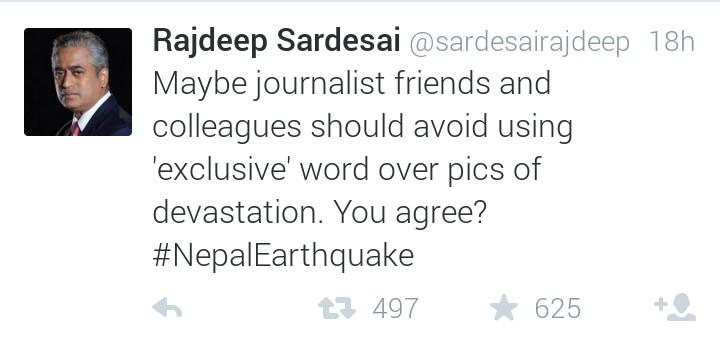 Rajdeep Sardesai @sardesairajdeep 18h
Maybe journalist friends and
colleagues should avoid using
'exclusive' word over pics of
devastation. You agree?
#NepalEarthquake
497 625